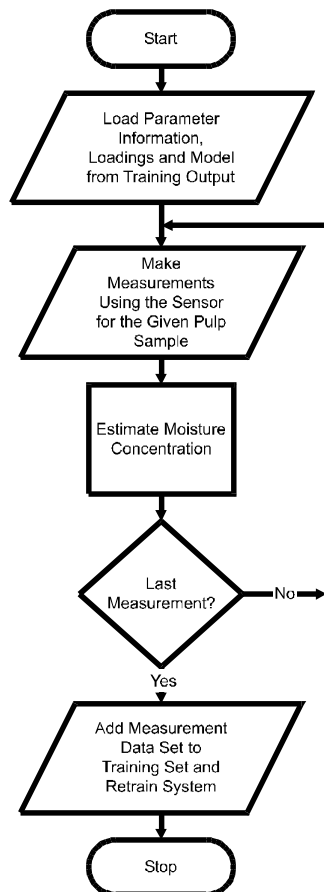 Start
Load Parameter
Information,
Loadings and Model
from Training Output
Make
Measurements
Using the Sensor
for the Given Pulp
Sample
Estimate Moisture
Concentration
Last
Measurement?
No
Yes
Add Measurement
Data Set to
Training Set and
Retrain System
Stop